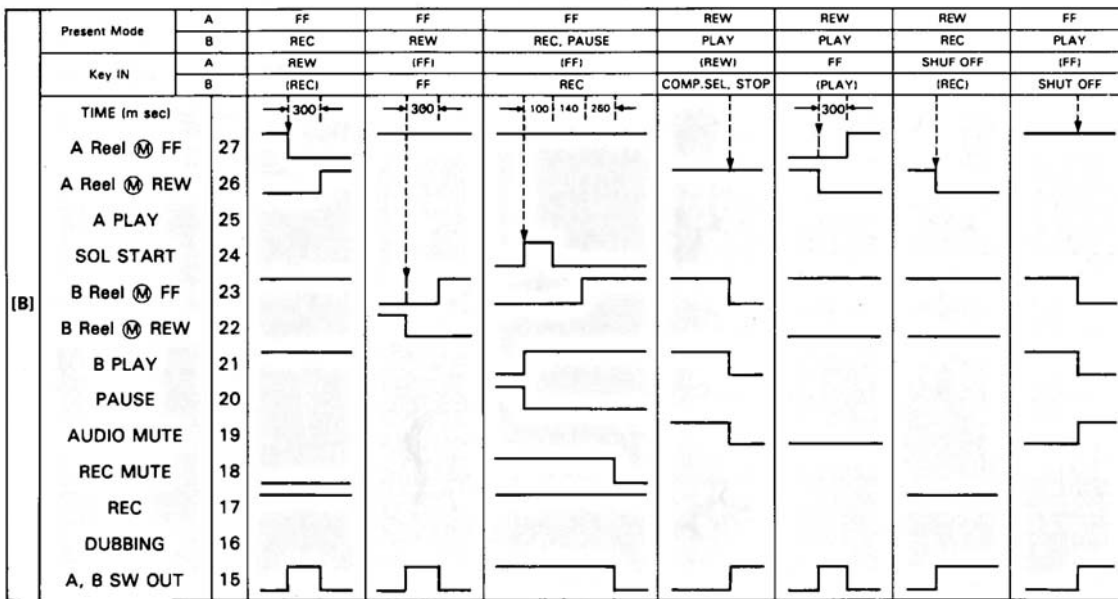 Present Mode A FF FF FF REW REW REW FF
B REC REW REC, PAUSE PLAY PLAY REC PLAY
Key IN A REW (FF) (FF) (REW) FF SHUF OFF (FF)
B (REC) FF REC COMP.SEL, STOP (PLAY) (REC) SHUT OFF
TIME (m sec) 300 300 100 140 260 300
A Reel Ⓜ FF 27
A Reel Ⓜ REW 26
A PLAY 25
SOL START 24
[B] B Reel Ⓜ FF 23
B Reel Ⓜ REW 22
B PLAY 21
PAUSE 20
AUDIO MUTE 19
REC MUTE 18
REC 17
DUBBING 16
A, B SW OUT 15